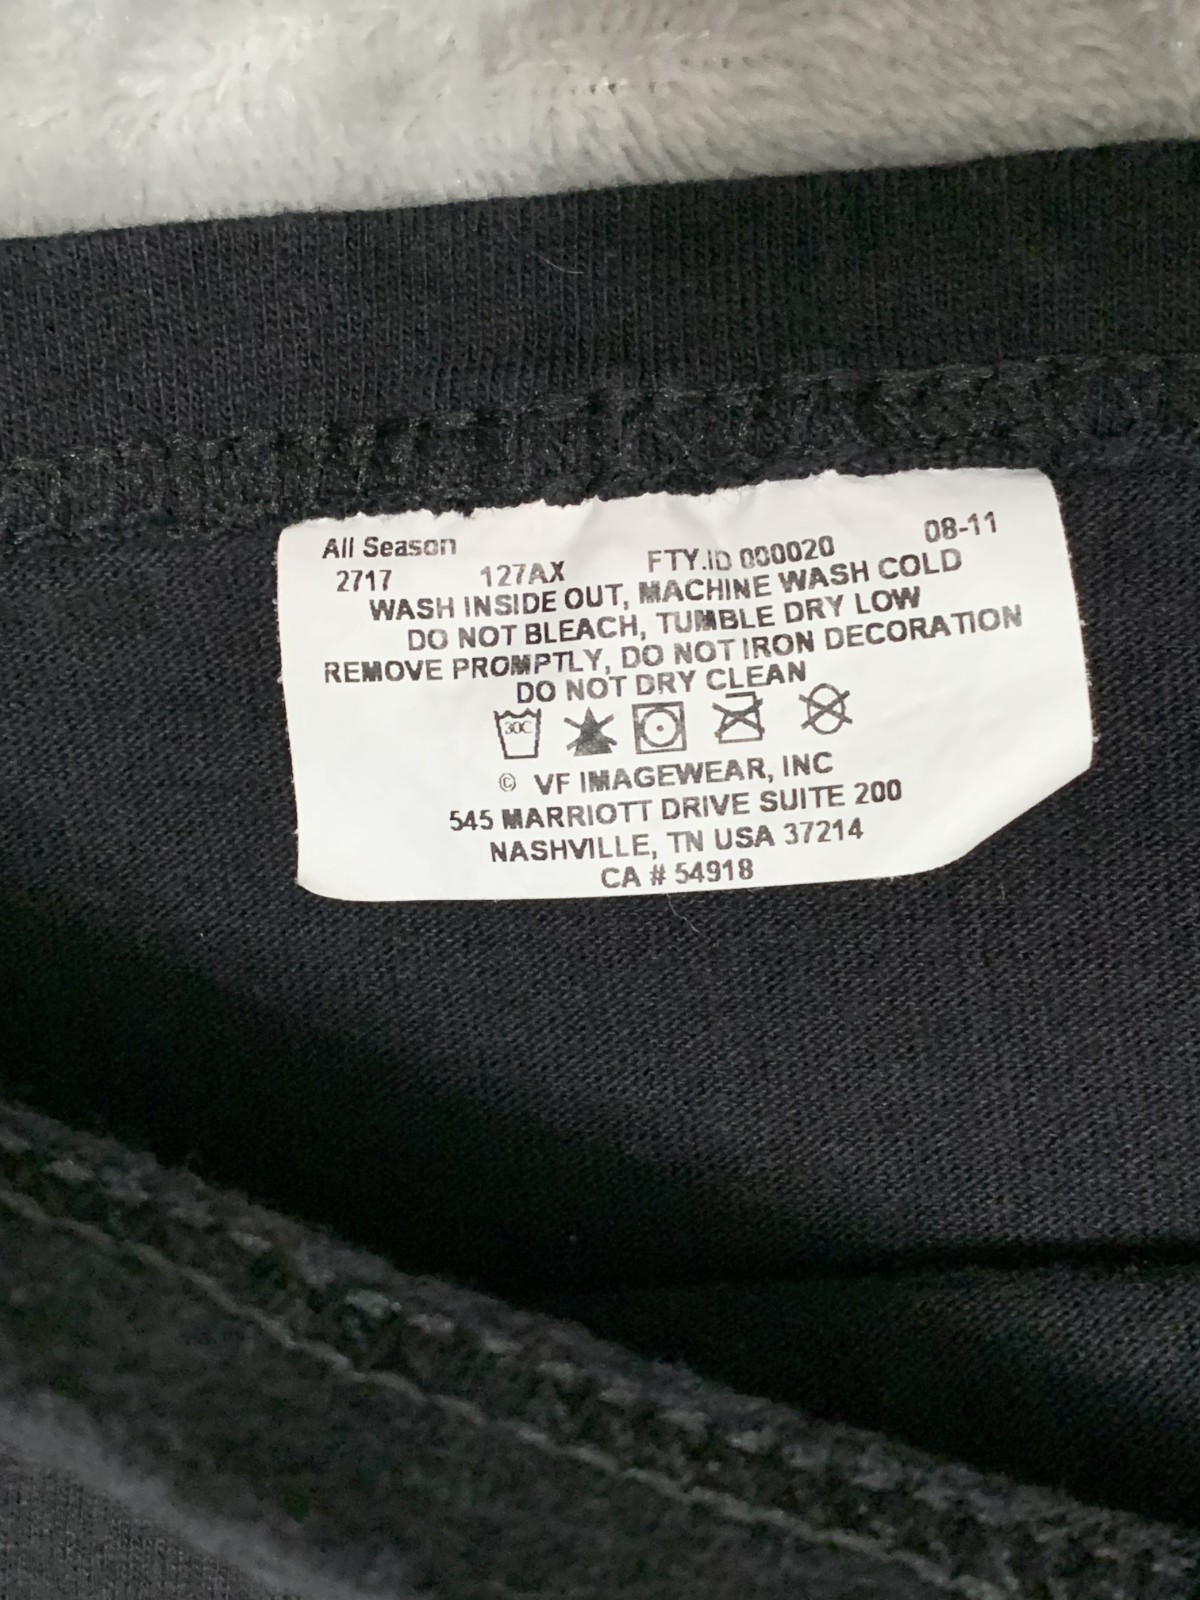 All Season 08-11
2717 127AX FTY.ID 000020
WASH INSIDE OUT, MACHINE WASH COLD
DO NOT BLEACH, TUMBLE DRY LOW
REMOVE PROMPTLY, DO NOT IRON DECORATION
DO NOT DRY CLEAN
30C
© VF IMAGEWEAR, INC
545 MARRIOTT DRIVE SUITE 200
NASHVILLE, TN USA 37214
CA # 54918